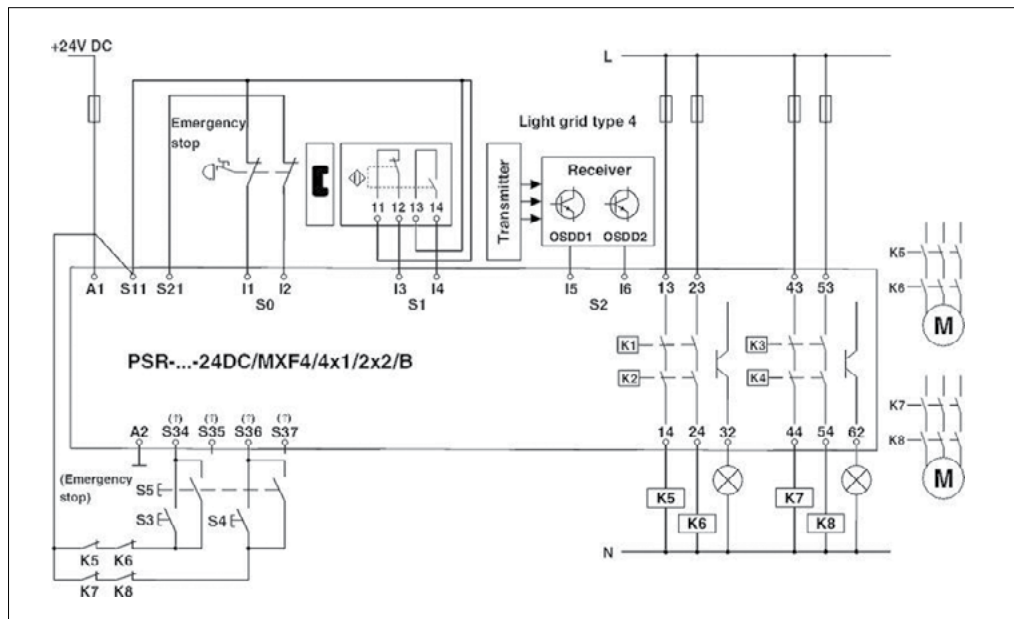 +24V DC
L
Emergency
stop
Light grid type 4
Transmitter
Receiver
11 12 13 14
OSDD1 OSDD2
A1 S11 S21 I1 I2 I3 I4 I5 I6 13 23 43 53
S0 S1 S2
K5
K6
M
K1 K3
PSR-...-24DC/MXF4/4x1/2x2/B
K2 K4
K7
K8
M
(1) (1) (1)
A2 S34 S35 S36 S37 14 24 32 44 54 62
(Emergency
stop)
S5
S3 S4
K5 K7
K6 K8
K5 K6
N
K7 K8